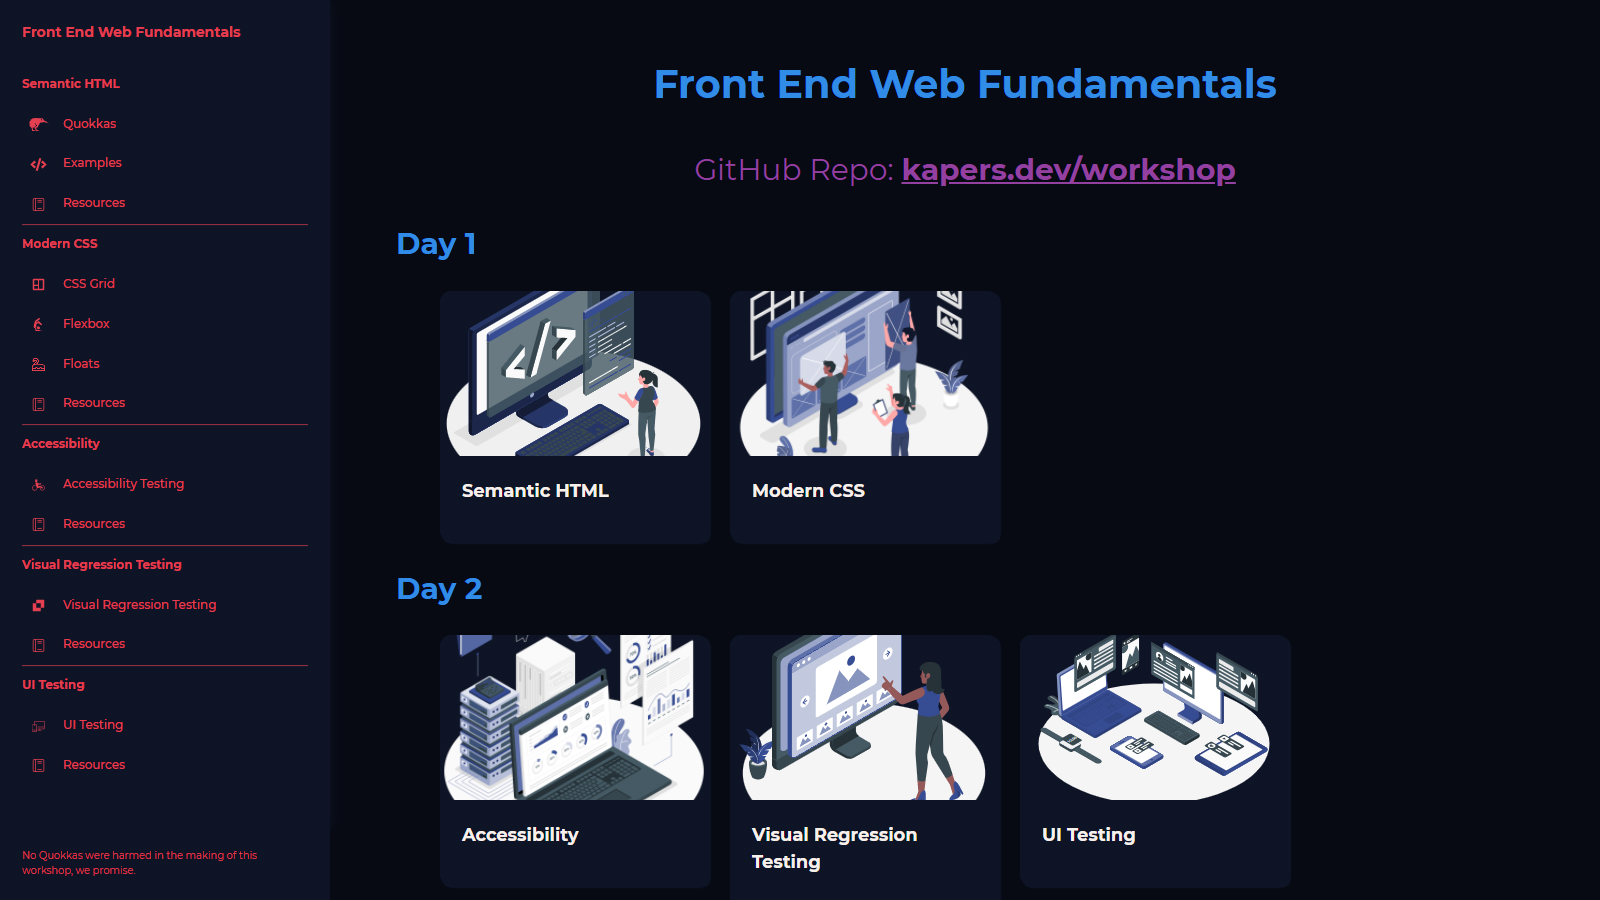 Front End Web Fundamentals
Semantic HTML
Quokkas
Examples
Resources
Modern CSS
CSS Grid
Flexbox
Floats
Resources
Accessibility
Accessibility Testing
Resources
Visual Regression Testing
Visual Regression Testing
Resources
UI Testing
UI Testing
Resources
No Quokkas were harmed in the making of this
workshop, we promise.
Front End Web Fundamentals
GitHub Repo: kapers.dev/workshop
Day 1
Semantic HTML
Modern CSS
Day 2
Accessibility
Visual Regression
Testing
UI Testing